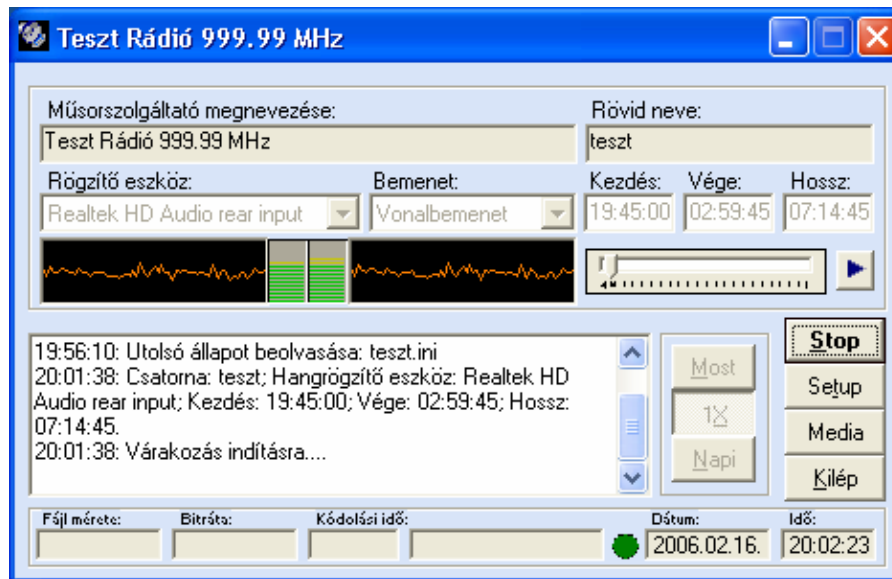 Teszt Rádió 999.99 MHz
Műsorszolgáltató megnevezése: Rövid neve:
Teszt Rádió 999.99 MHz teszt
Rögzítő eszköz: Bemenet: Kezdés: Vége: Hossz:
Realtek HD Audio rear input Vonalbemenet 19:45:00 02:59:45 07:14:45
19:56:10: Utolsó állapot beolvasása: teszt.ini
20:01:38: Csatorna: teszt; Hangrögzítő eszköz: Realtek HD
Audio rear input; Kezdés: 19:45:00; Vége: 02:59:45; Hossz:
07:14:45.
20:01:38: Várakozás indításra....
Most
1X
Napi
Stop
Setup
Media
Kilép
Fájl mérete: Bitráta: Kódolási idő: Dátum: Idő:
2006.02.16. 20:02:23